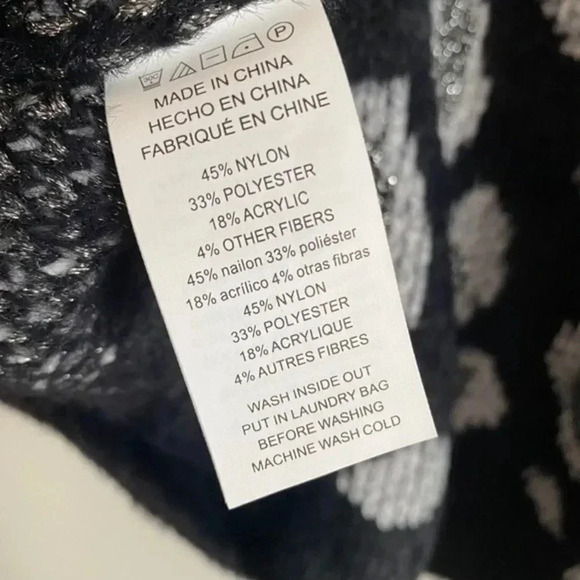 MADE IN CHINA
HECHO EN CHINA
FABRIQUÉ EN CHINE
45% NYLON
33% POLYESTER
18% ACRYLIC
4% OTHER FIBERS
45% nailon 33% poliéster
18% acrílico 4% otras fibras
45% NYLON
33% POLYESTER
18% ACRYLIQUE
4% AUTRES FIBRES
WASH INSIDE OUT
PUT IN LAUNDRY BAG
BEFORE WASHING
MACHINE WASH COLD